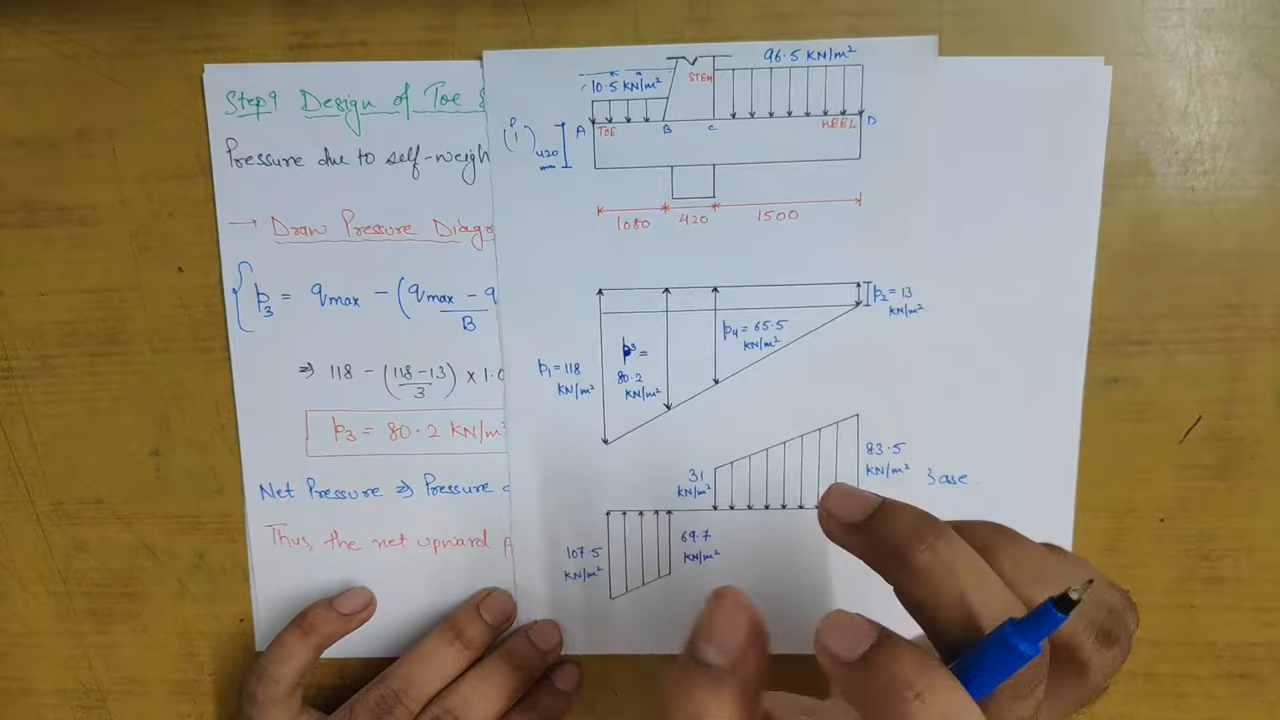 Step 9 Design of Toe &
Pressure due to self-weigh
→ Draw Pressure Diagra
p3 = qmax - (qmax - q
B
⇒ 118 - (118-13) × 1.0
3
p3 = 80.2 KN/m²
Net Pressure ⇒ Pressure
Thus, the net upward
Base.
96.5 KN/m²
10.5 KN/m²
STEM
A TOE B C HEEL D
(i)
420
mm
1080 420 1500
p2 = 13
KN/m²
p4 = 65.5
KN/m²
p3 =
80.2
KN/m²
p1 = 118
KN/m²
31
KN/m²
83.5
KN/m²
107.5
KN/m²
69.7
KN/m²